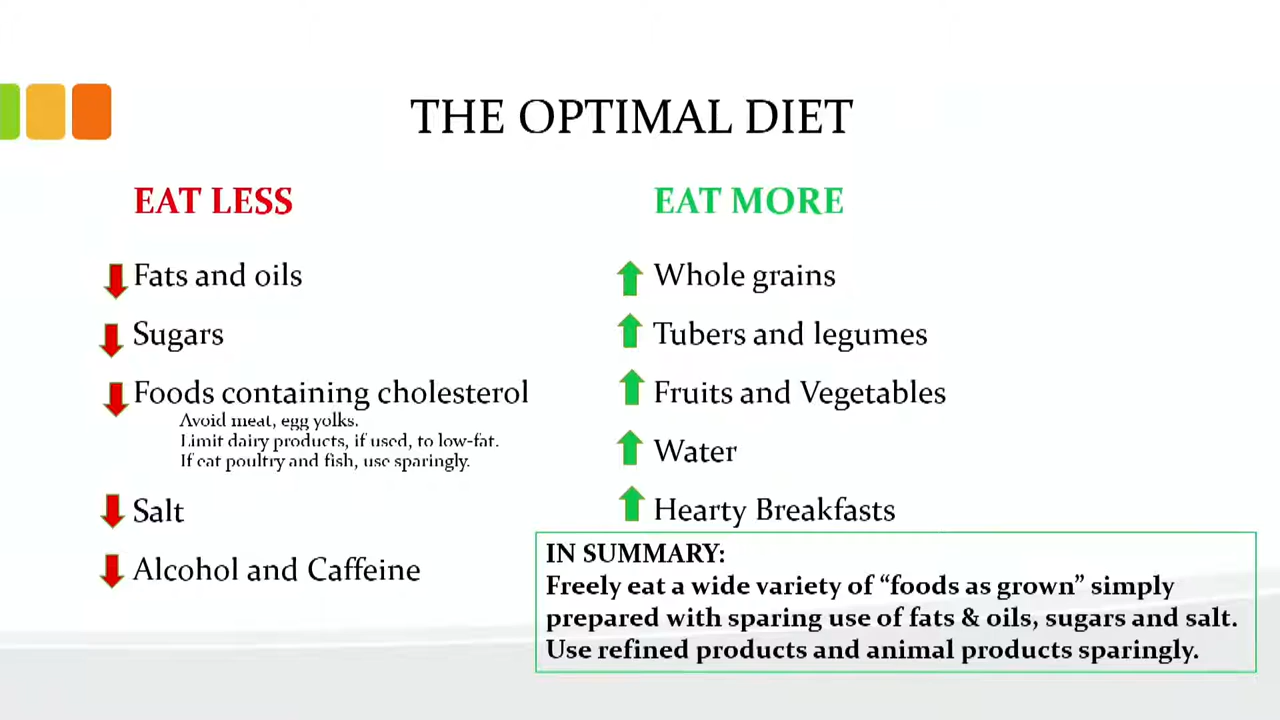 THE OPTIMAL DIET
EAT LESS
Fats and oils
Sugars
Foods containing cholesterol
Avoid meat, egg yolks.
Limit dairy products, if used, to low-fat.
If eat poultry and fish, use sparingly.
Salt
Alcohol and Caffeine
EAT MORE
Whole grains
Tubers and legumes
Fruits and Vegetables
Water
Hearty Breakfasts
IN SUMMARY:
Freely eat a wide variety of “foods as grown” simply
prepared with sparing use of fats & oils, sugars and salt.
Use refined products and animal products sparingly.